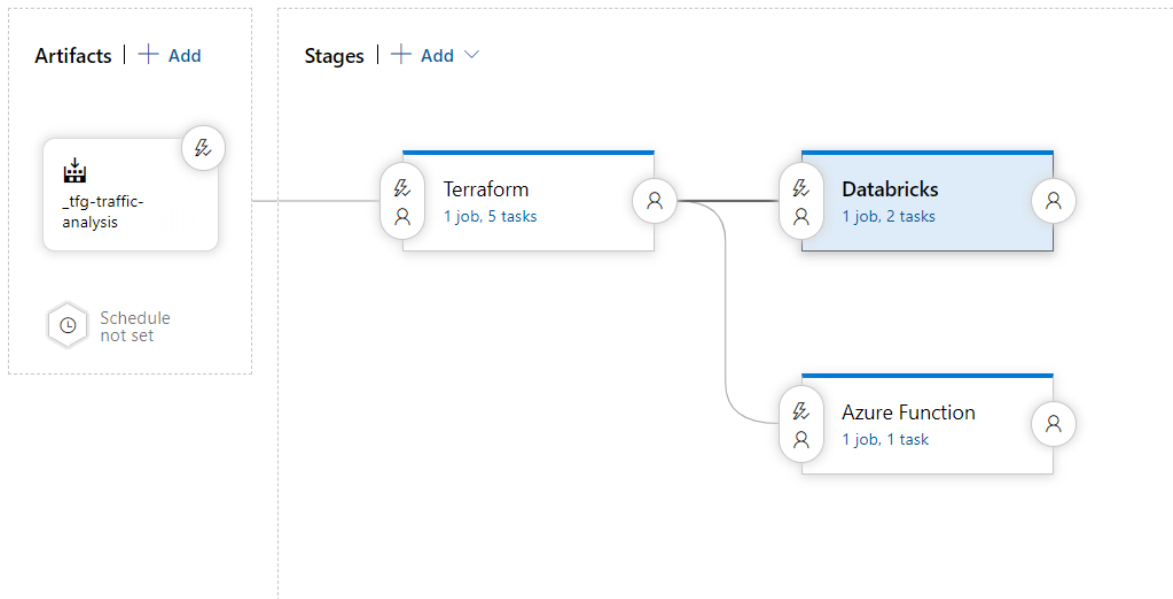 Artifacts | + Add
Stages | + Add
_tfg-traffic-
analysis
Schedule
not set
Terraform
1 job, 5 tasks
Databricks
1 job, 2 tasks
Azure Function
1 job, 1 task